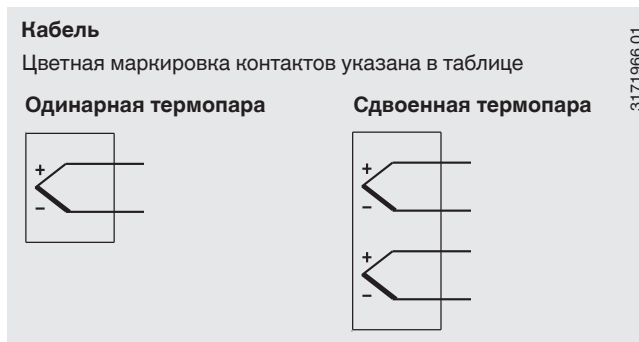 Кабель
Цветная маркировка контактов указана в таблице
Одинарная термопара
Сдвоенная термопара
+
–
+
–
+
–
3171966.01